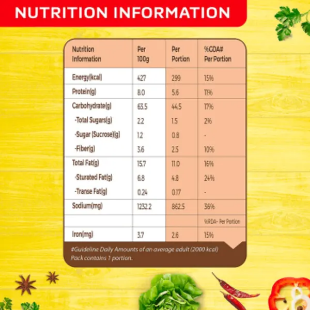 NUTRITION INFORMATION
Nutrition Information Per 100g Per Portion %GDA# Per Portion
Energy(kcal) 427 299 15%
Protein(g) 8.0 5.6 11%
Carbohydrate(g) 63.5 44.5 17%
-Total Sugars(g) 2.2 1.5 2%
-Sugar (Sucrose)(g) 1.2 0.8 -
-Fiber(g) 3.6 2.5 10%
Total Fat(g) 15.7 11.0 16%
-Sturated Fat(g) 6.8 4.8 24%
-Transe Fat(g) 0.24 0.17 -
Sodium(mg) 1232.2 862.5 36%
%RDA~ Per Portion
Iron(mg) 3.7 2.6 15%
#Guideline Daily Amounts of an average adult (2000 kcal)
Pack contains 1 portion.